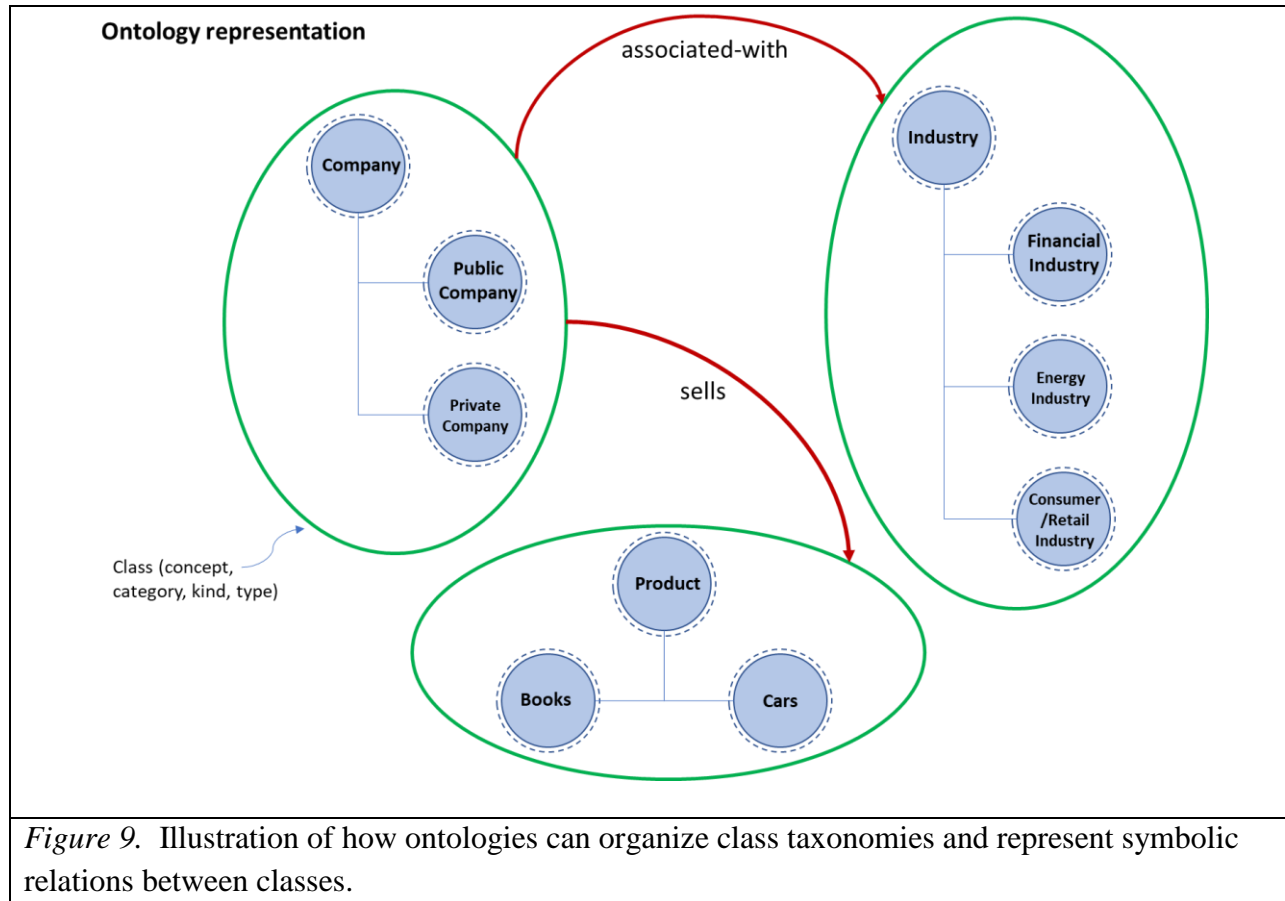 Ontology representation
associated-with
Company
Industry
Public
Company
Financial
Industry
Private
Company
sells
Energy
Industry
Consumer
/Retail
Industry
Class (concept,
category, kind, type)
Product
Books
Cars
Figure 9. Illustration of how ontologies can organize class taxonomies and represent symbolic
relations between classes.